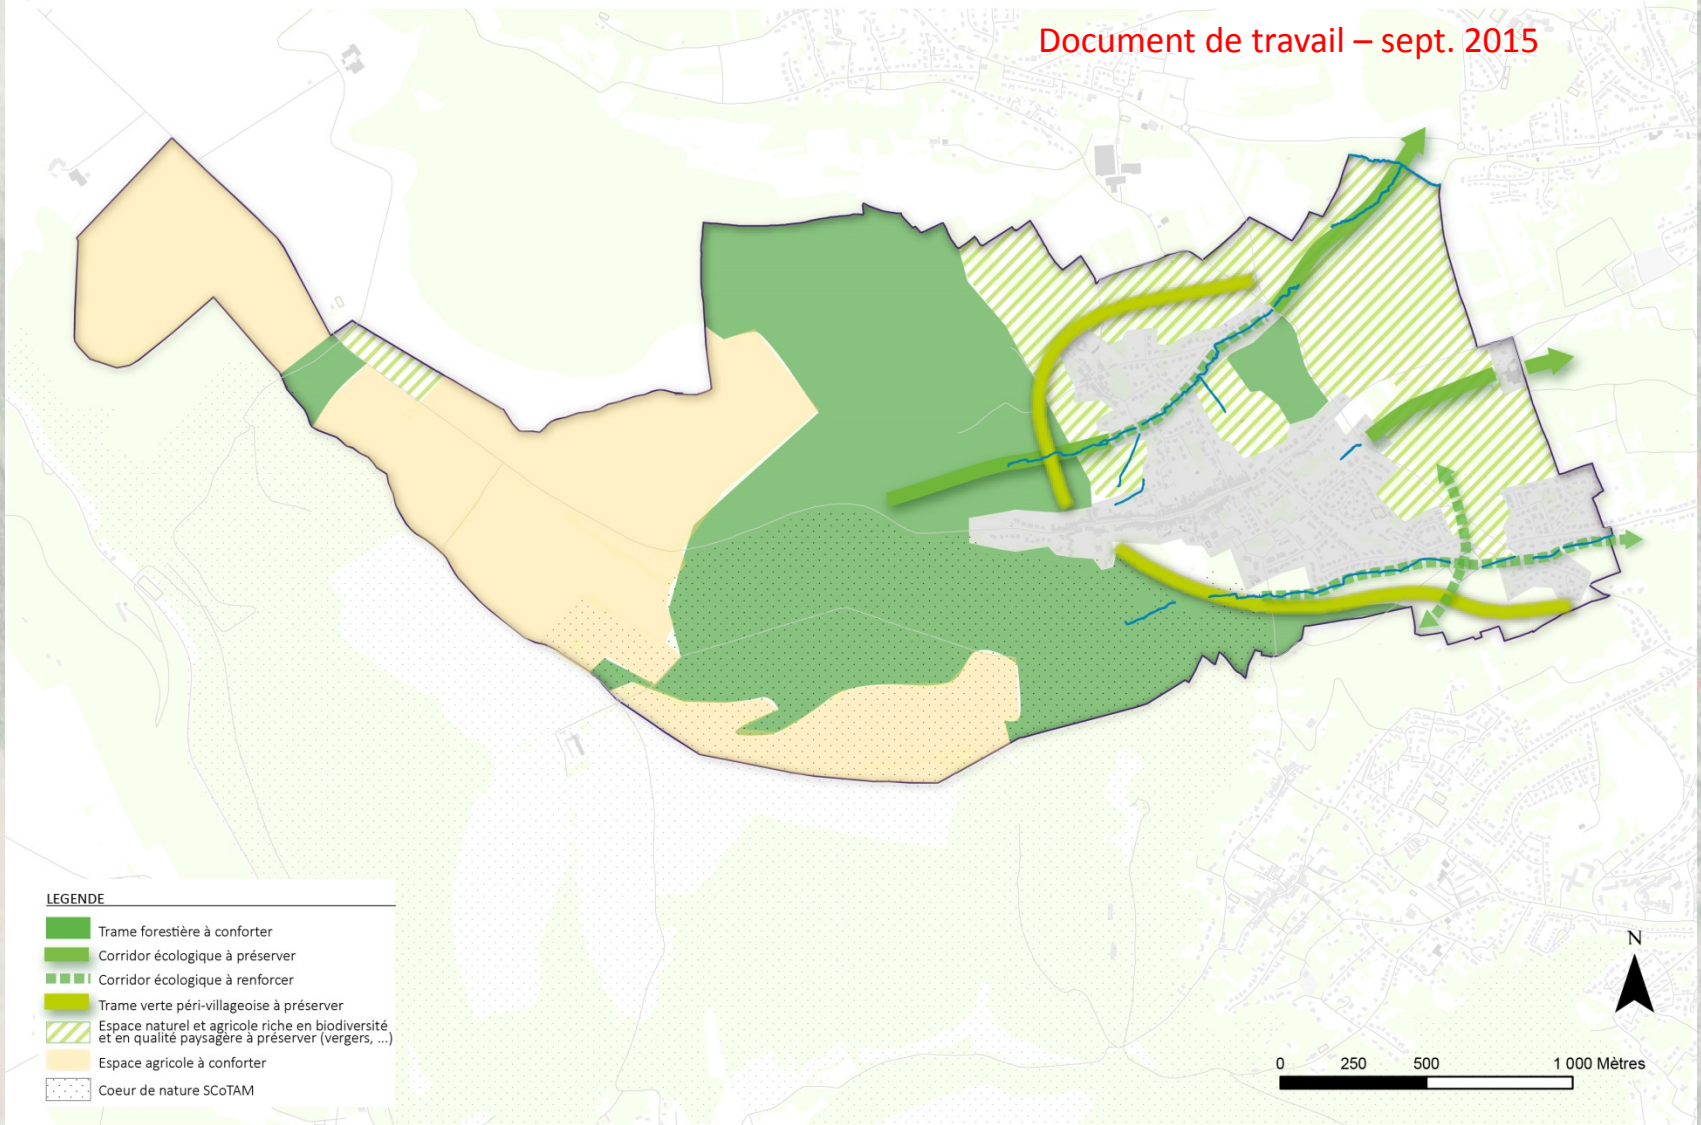 Document de travail – sept. 2015
LEGENDE
Trame forestière à conforter
Corridor écologique à préserver
Corridor écologique à renforcer
Trame verte péri-villageoise à préserver
Espace naturel et agricole riche en biodiversité
et en qualité paysagère à préserver (vergers, ...)
Espace agricole à conforter
Coeur de nature SCoTAM
N
0 250 500 1 000 Mètres